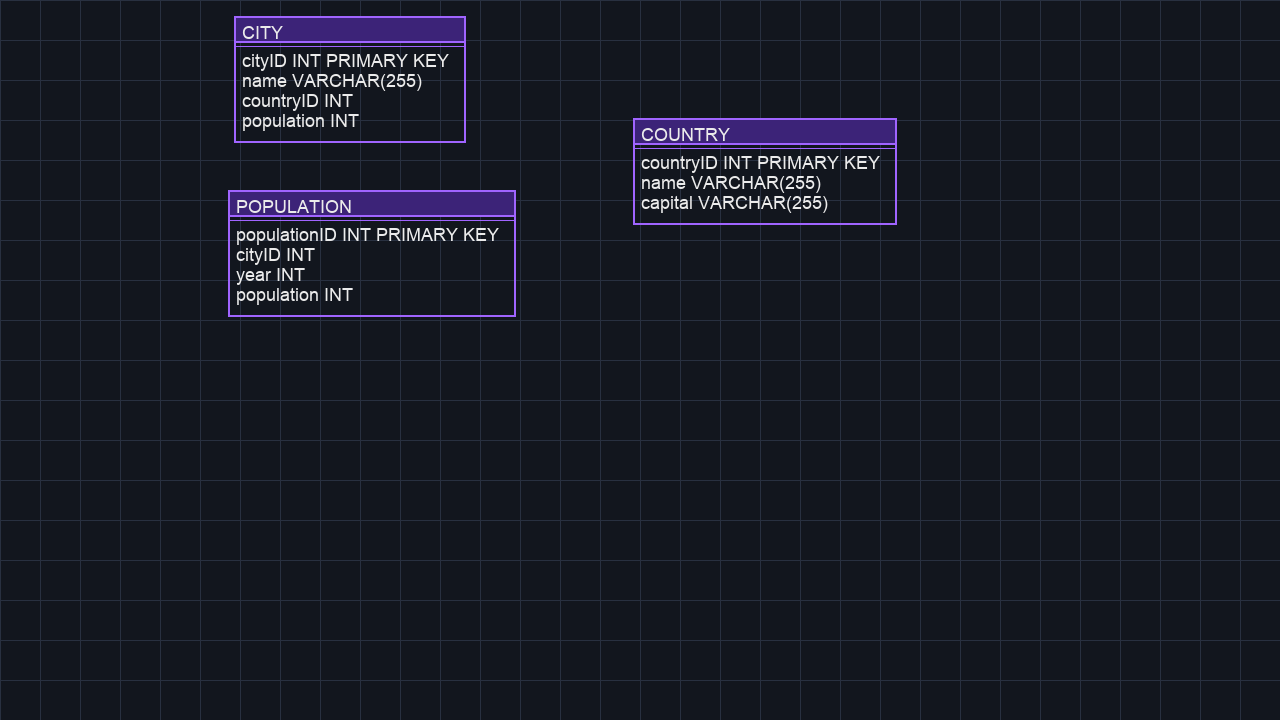 CITY
cityID INT PRIMARY KEY
name VARCHAR(255)
countryID INT
population INT
COUNTRY
countryID INT PRIMARY KEY
name VARCHAR(255)
capital VARCHAR(255)
POPULATION
populationID INT PRIMARY KEY
cityID INT
year INT
population INT